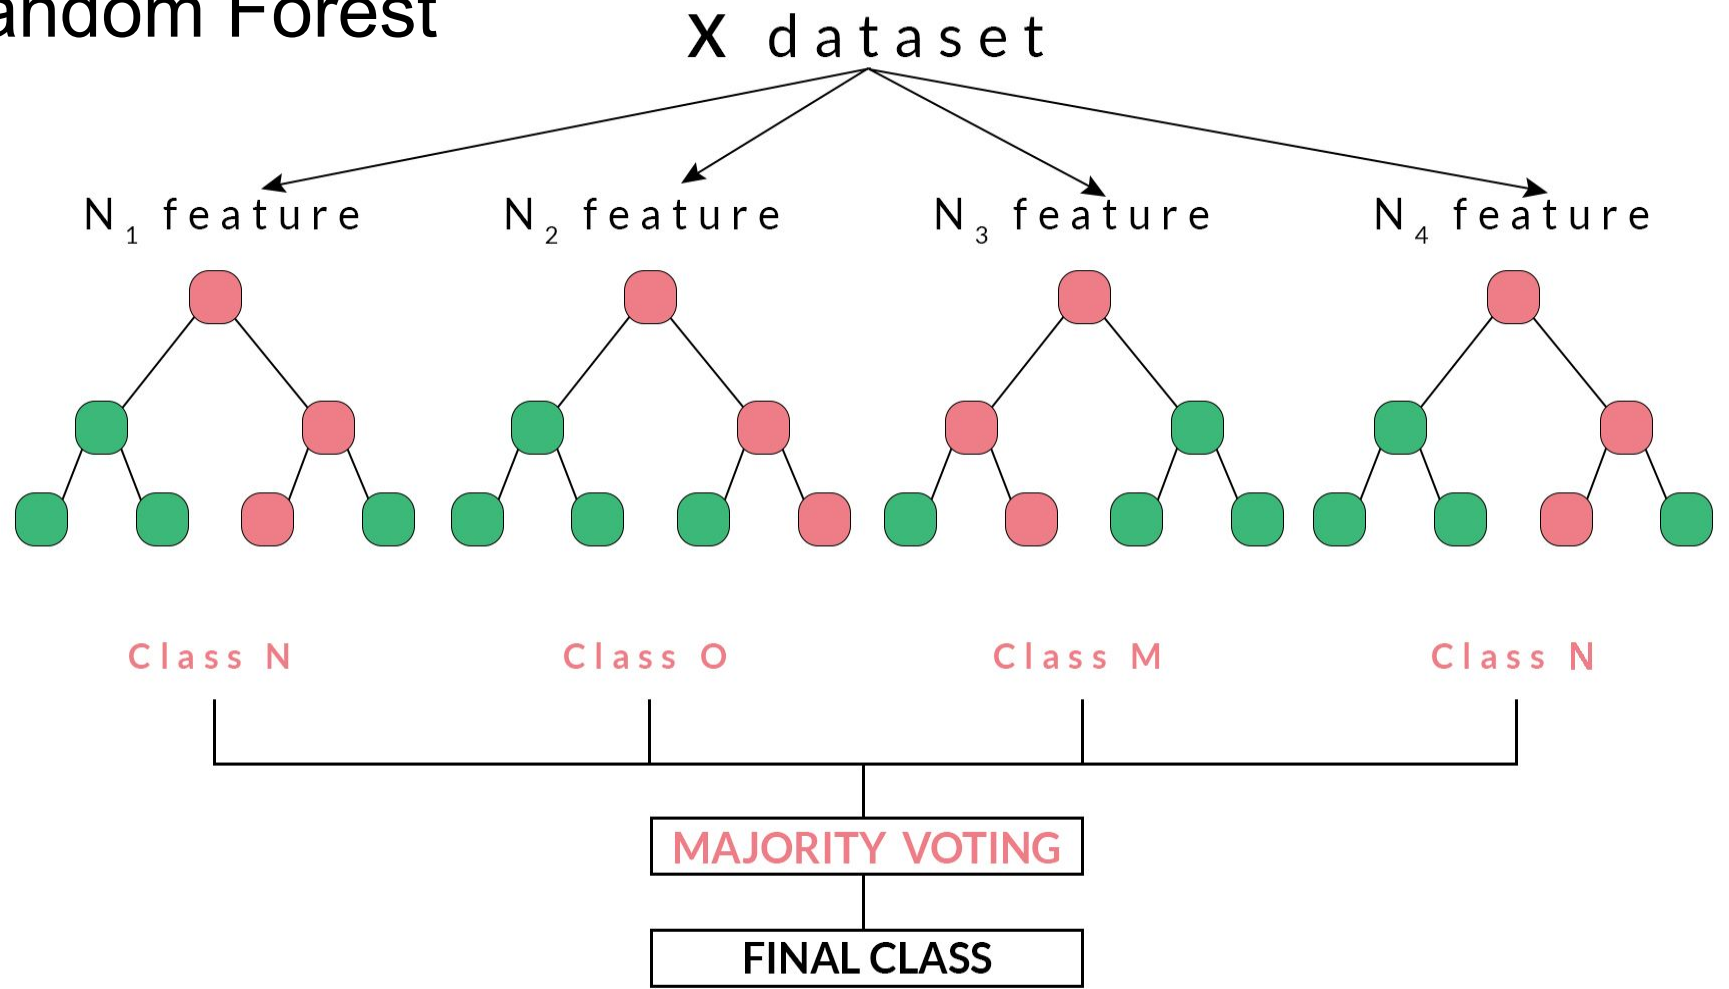 andom Forest
X dataset
N1 feature
N2 feature
N3 feature
N4 feature
Class N
Class O
Class M
Class N
MAJORITY VOTING
FINAL CLASS